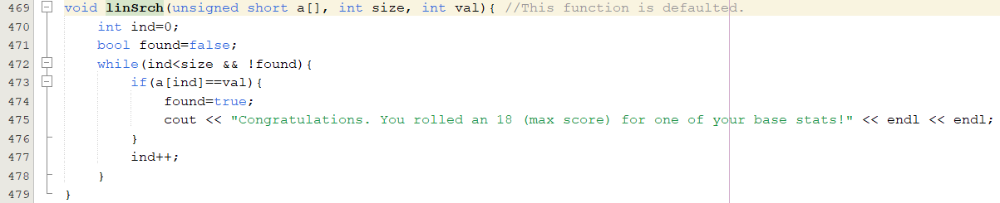 469 void linSrch(unsigned short a[], int size, int val){ //This function is defaulted.
470     int ind=0;
471     bool found=false;
472     while(ind<size && !found){
473         if(a[ind]==val){
474             found=true;
475             cout << "Congratulations. You rolled an 18 (max score) for one of your base stats!" << endl << endl;
476         }
477         ind++;
478     }
479 }